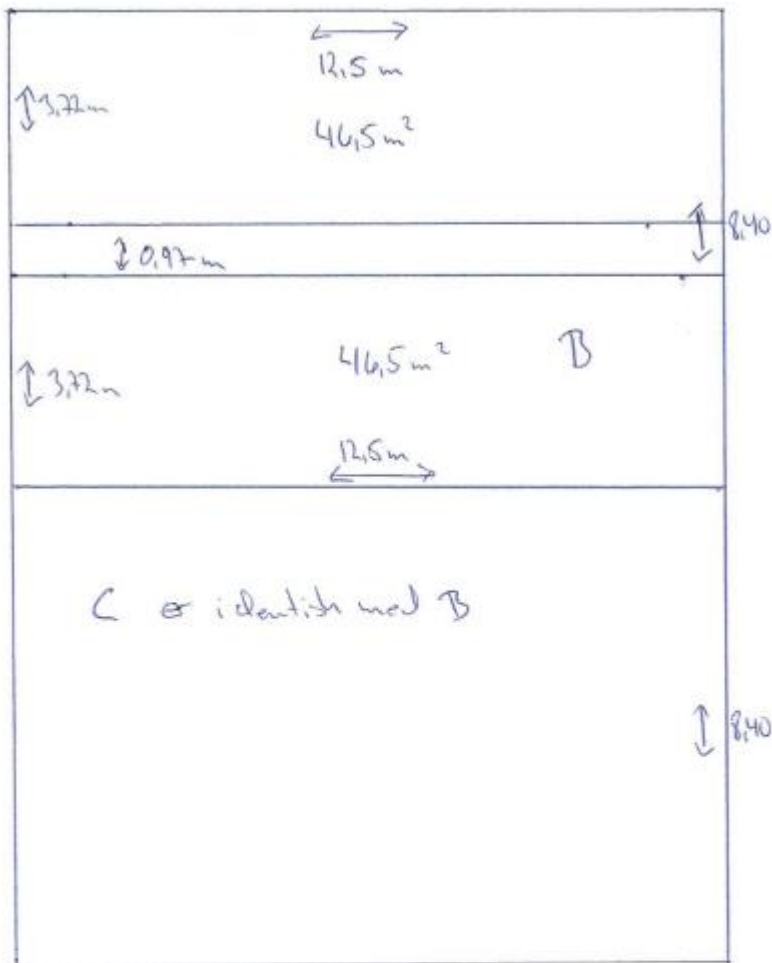 12,5 m
3,72m
46,5 m²
8,40
0,97 m
46,5 m² B
3,72m
12,5m
C er identisk med B
8,40